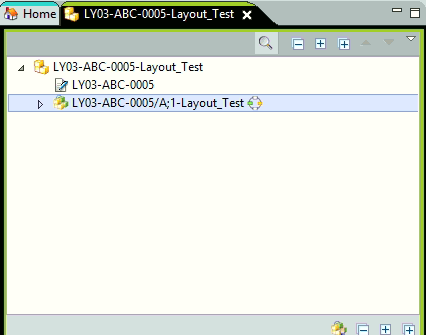 Home LY03-ABC-0005-Layout_Test
LY03-ABC-0005-Layout_Test
LY03-ABC-0005
LY03-ABC-0005/A;1-Layout_Test